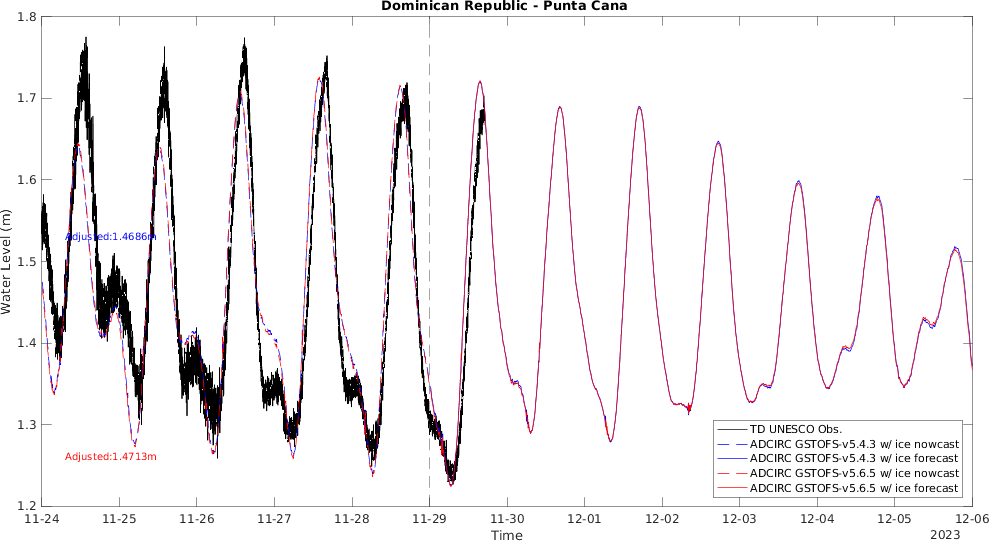 Dominican Republic - Punta Cana
Water Level (m)
1.8
1.7
1.6
1.5
1.4
1.3
1.2
Adjusted:1.4686m
Adjusted:1.4713m
TD UNESCO Obs.
ADCIRC GSTOFS-v5.4.3 w/ ice nowcast
ADCIRC GSTOFS-v5.4.3 w/ ice forecast
ADCIRC GSTOFS-v5.6.5 w/ ice nowcast
ADCIRC GSTOFS-v5.6.5 w/ ice forecast
11-24 11-25 11-26 11-27 11-28 11-29 11-30 12-01 12-02 12-03 12-04 12-05 12-06
Time
2023